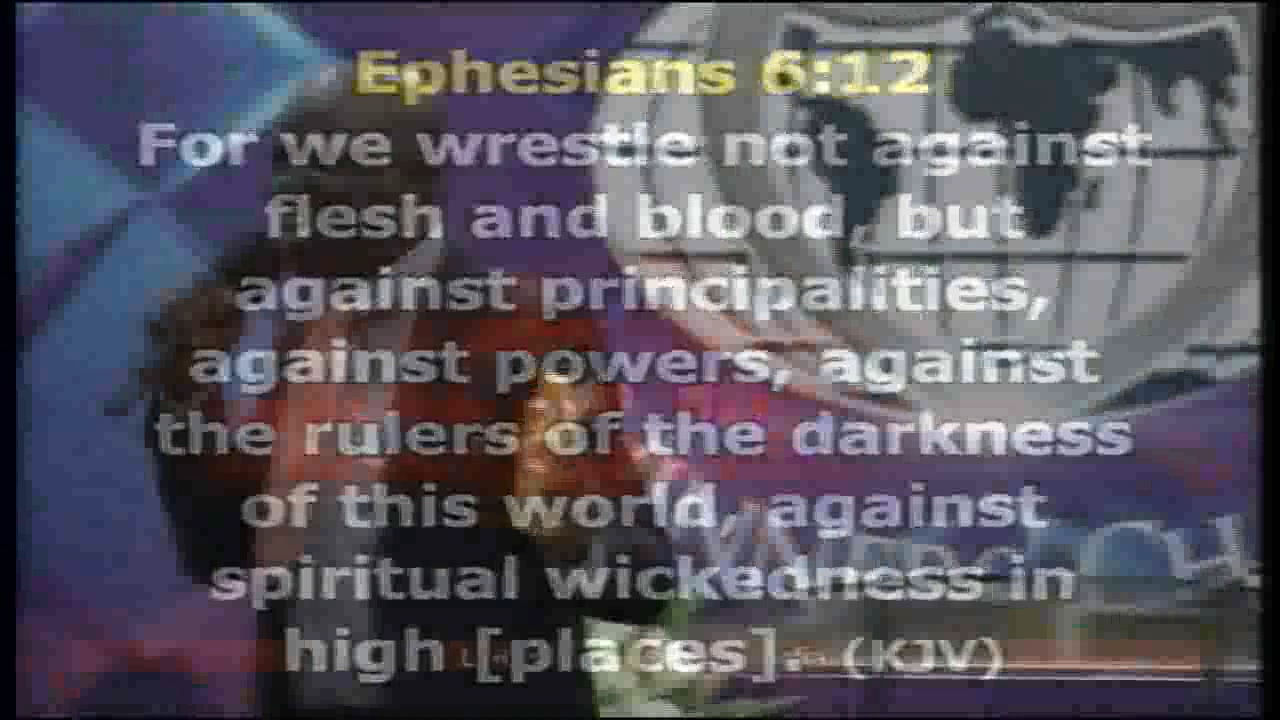 Ephesians 6:12
For we wrestle not against
flesh and blood, but
against principalities,
against powers, against
the rulers of the darkness
of this world, against
spiritual wickedness in
high [places]. (KJV)